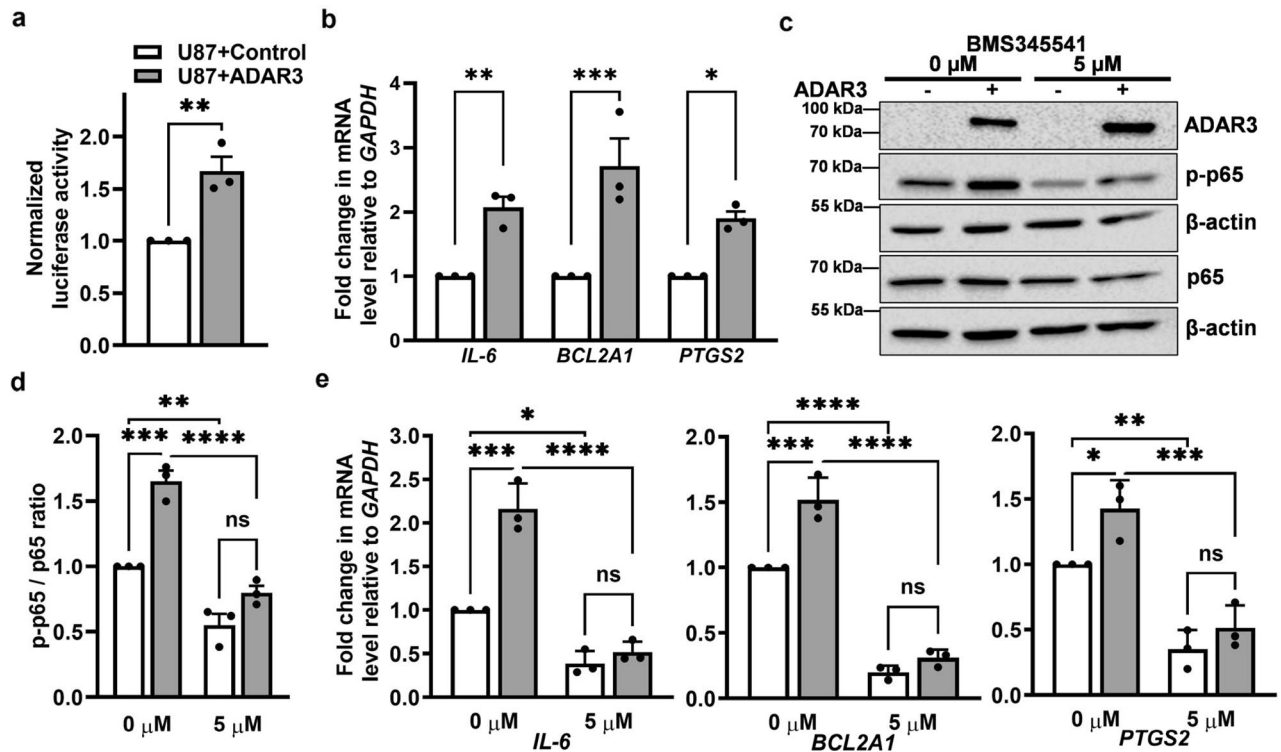 a
U87+Control
U87+ADAR3
**
Normalized
luciferase activity
2.0
1.5
1.0
0.5
0.0
b
Fold change in mRNA
level relative to GAPDH
4
3
2
1
0
** *** *
IL-6 BCL2A1 PTGS2
c
BMS345541
0 µM 5 µM
ADAR3 - + - +
100 kDa
70 kDa
ADAR3
70 kDa
p-p65
55 kDa
β-actin
70 kDa
p65
55 kDa
β-actin
d
p-p65 / p65 ratio
2.0
1.5
1.0
0.5
0.0
**
*** ****
ns
0 µM 5 µM
e
Fold change in mRNA
level relative to GAPDH
3.0
2.5
2.0
1.5
1.0
0.5
0.0
*
*** ****
ns
0 µM 5 µM
IL-6
2.0
1.5
1.0
0.5
0.0
****
*** ****
ns
0 µM 5 µM
BCL2A1
2.0
1.5
1.0
0.5
0.0
**
* ***
ns
0 µM 5 µM
PTGS2